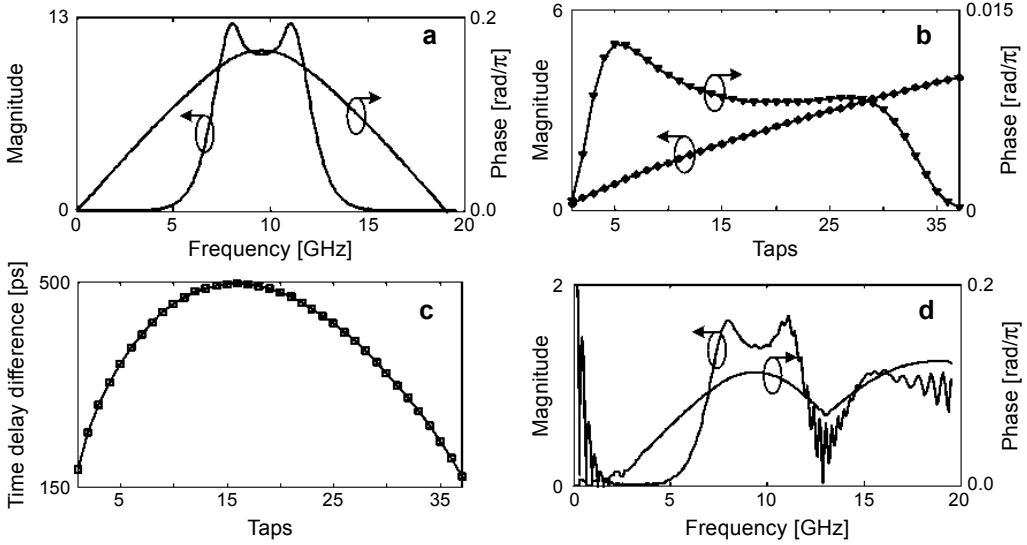 13
0.2
a
Magnitude
Phase [rad/π]
0
0.0
0
5
10
15
20
Frequency [GHz]
6
0.015
b
Magnitude
Phase [rad/π]
0
0
5
15
25
35
Taps
500
c
Time delay difference [ps]
150
5
15
25
35
Taps
2
0.2
d
Magnitude
Phase [rad/π]
0
0.0
0
5
10
15
20
Frequency [GHz]